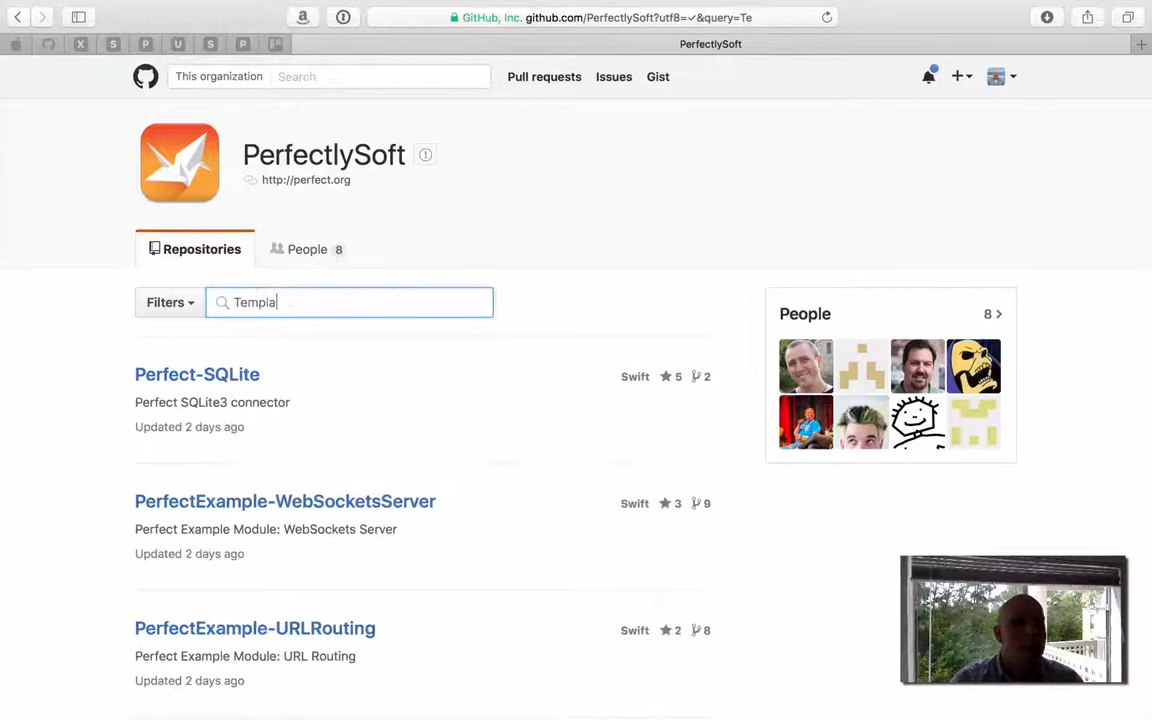 GitHub, Inc. github.com/PerfectlySoft?utf8=✓&query=Te
X S P U S P
PerfectlySoft
This organization Search Pull requests Issues Gist
PerfectlySoft
http://perfect.org
Repositories People 8
Filters Templa
People 8
Perfect-SQLite Swift 5 2
Perfect SQLite3 connector
Updated 2 days ago
PerfectExample-WebSocketsServer Swift 3 9
Perfect Example Module: WebSockets Server
Updated 2 days ago
PerfectExample-URLRouting Swift 2 8
Perfect Example Module: URL Routing
Updated 2 days ago